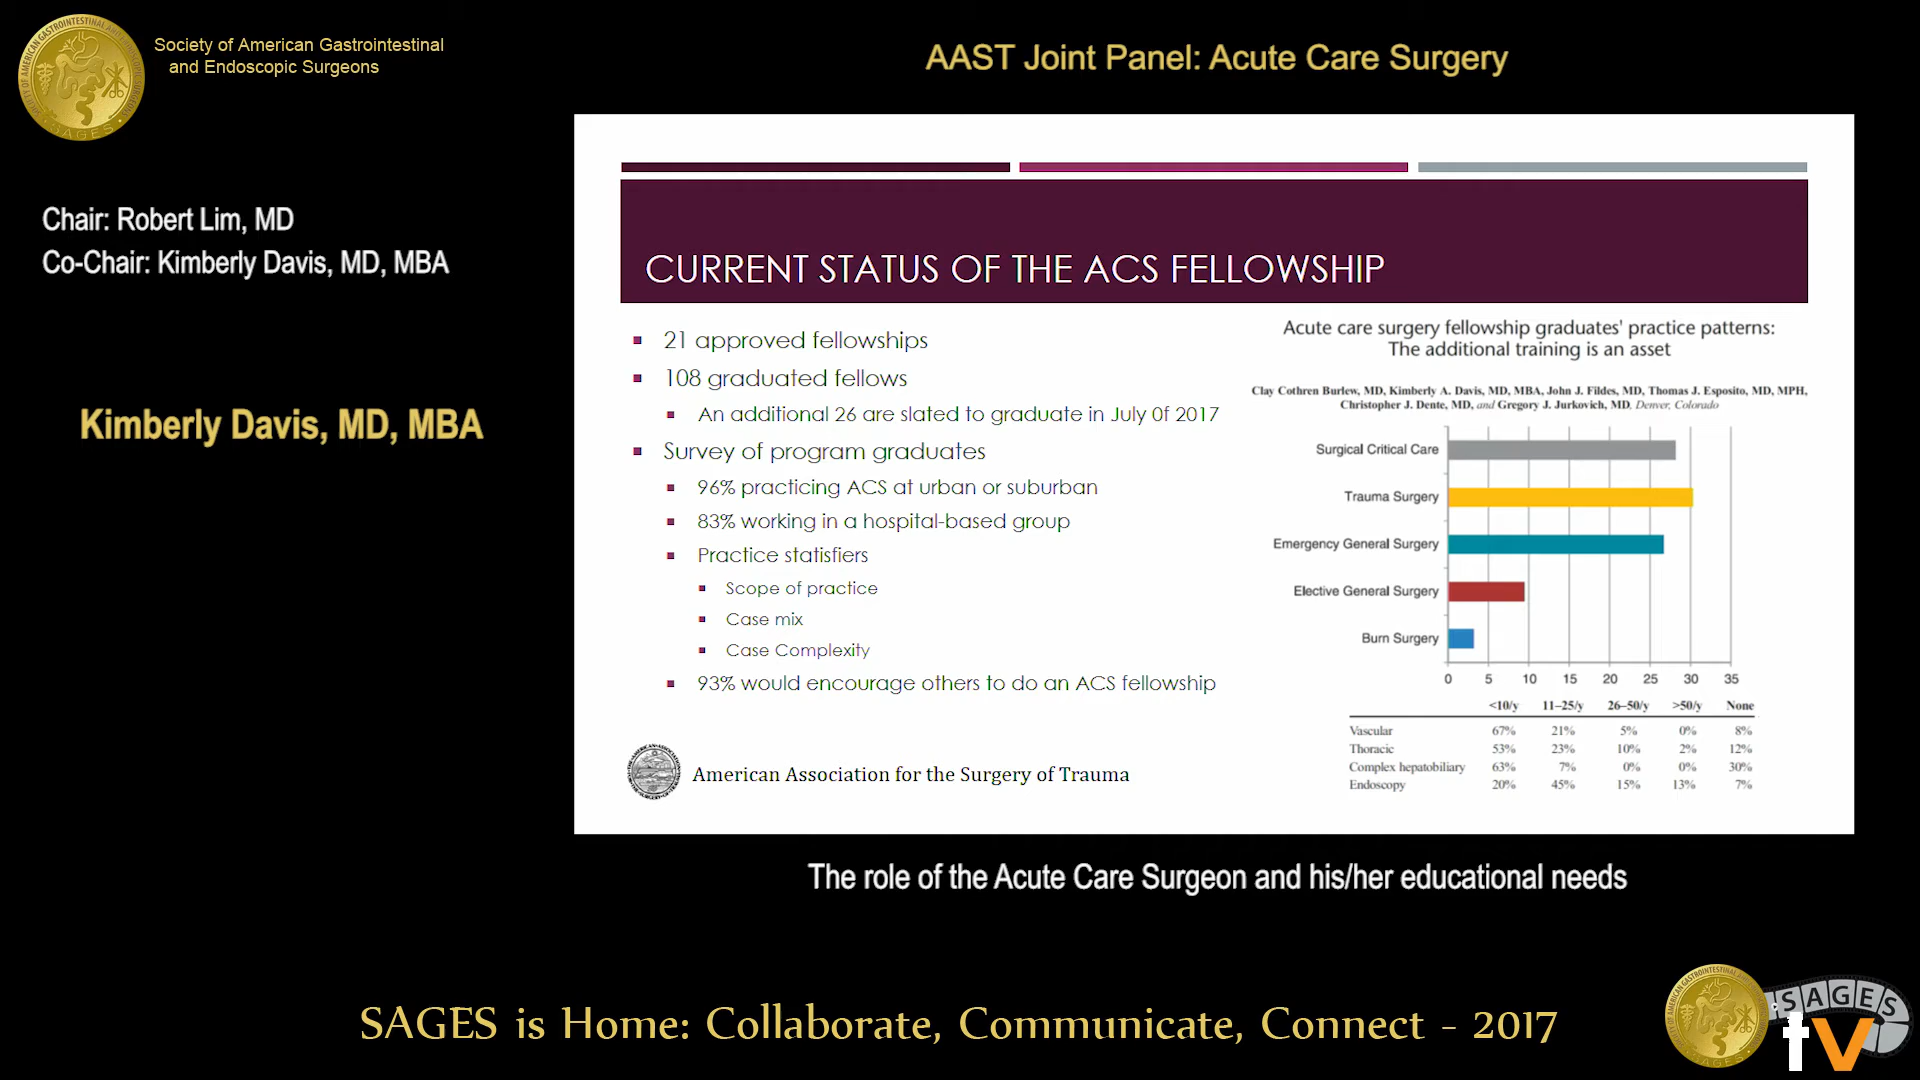 Society of American Gastrointestinal
and Endoscopic Surgeons
AAST Joint Panel: Acute Care Surgery
Chair: Robert Lim, MD
Co-Chair: Kimberly Davis, MD, MBA
Kimberly Davis, MD, MBA
CURRENT STATUS OF THE ACS FELLOWSHIP
21 approved fellowships
108 graduated fellows
An additional 26 are slated to graduate in July 0f 2017
Survey of program graduates
96% practicing ACS at urban or suburban
83% working in a hospital-based group
Practice statisfiers
Scope of practice
Case mix
Case Complexity
93% would encourage others to do an ACS fellowship
American Association for the Surgery of Trauma
Acute care surgery fellowship graduates' practice patterns:
The additional training is an asset
Clay Cothren Burlew, MD, Kimberly A. Davis, MD, MBA, John J. Fildes, MD, Thomas J. Esposito, MD, MPH,
Christopher J. Dente, MD, and Gregory J. Jurkovich, MD, Denver, Colorado
Surgical Critical Care
Trauma Surgery
Emergency General Surgery
Elective General Surgery
Burn Surgery
0 5 10 15 20 25 30 35
<10/y 11–25/y 26–50/y >50/y None
Vascular 67% 21% 5% 0% 8%
Thoracic 53% 23% 10% 2% 12%
Complex hepatobiliary 63% 7% 0% 0% 30%
Endoscopy 20% 45% 15% 13% 7%
The role of the Acute Care Surgeon and his/her educational needs
SAGES is Home: Collaborate, Communicate, Connect - 2017
SAGES
tv